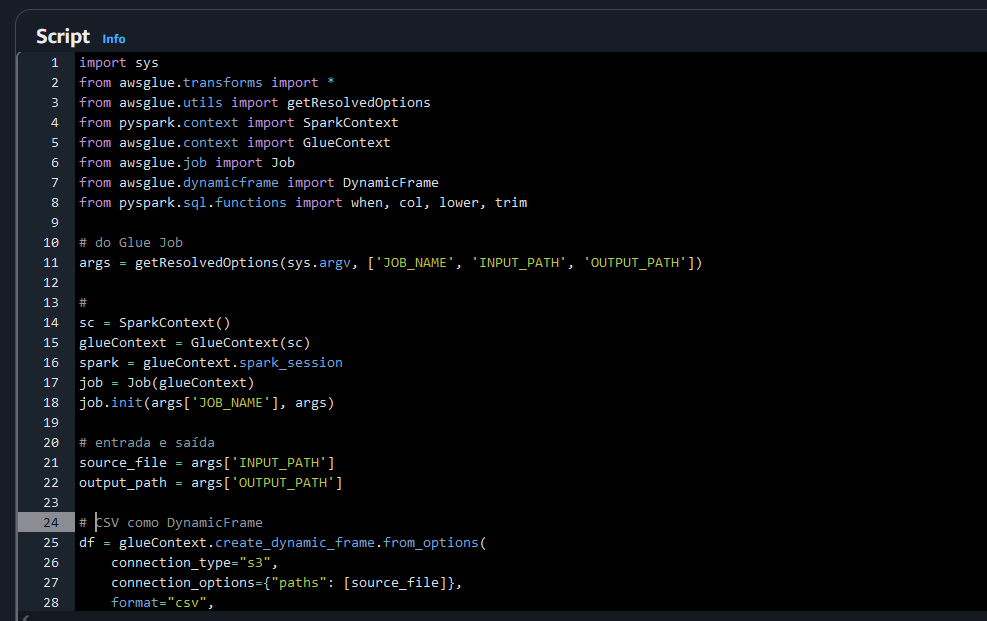 Script Info
1 import sys
2 from awsglue.transforms import *
3 from awsglue.utils import getResolvedOptions
4 from pyspark.context import SparkContext
5 from awsglue.context import GlueContext
6 from awsglue.job import Job
7 from awsglue.dynamicframe import DynamicFrame
8 from pyspark.sql.functions import when, col, lower, trim
9
10 # do Glue Job
11 args = getResolvedOptions(sys.argv, ['JOB_NAME', 'INPUT_PATH', 'OUTPUT_PATH'])
12
13 #
14 sc = SparkContext()
15 glueContext = GlueContext(sc)
16 spark = glueContext.spark_session
17 job = Job(glueContext)
18 job.init(args['JOB_NAME'], args)
19
20 # entrada e saída
21 source_file = args['INPUT_PATH']
22 output_path = args['OUTPUT_PATH']
23
24 # CSV como DynamicFrame
25 df = glueContext.create_dynamic_frame.from_options(
26     connection_type="s3",
27     connection_options={"paths": [source_file]},
28     format="csv",